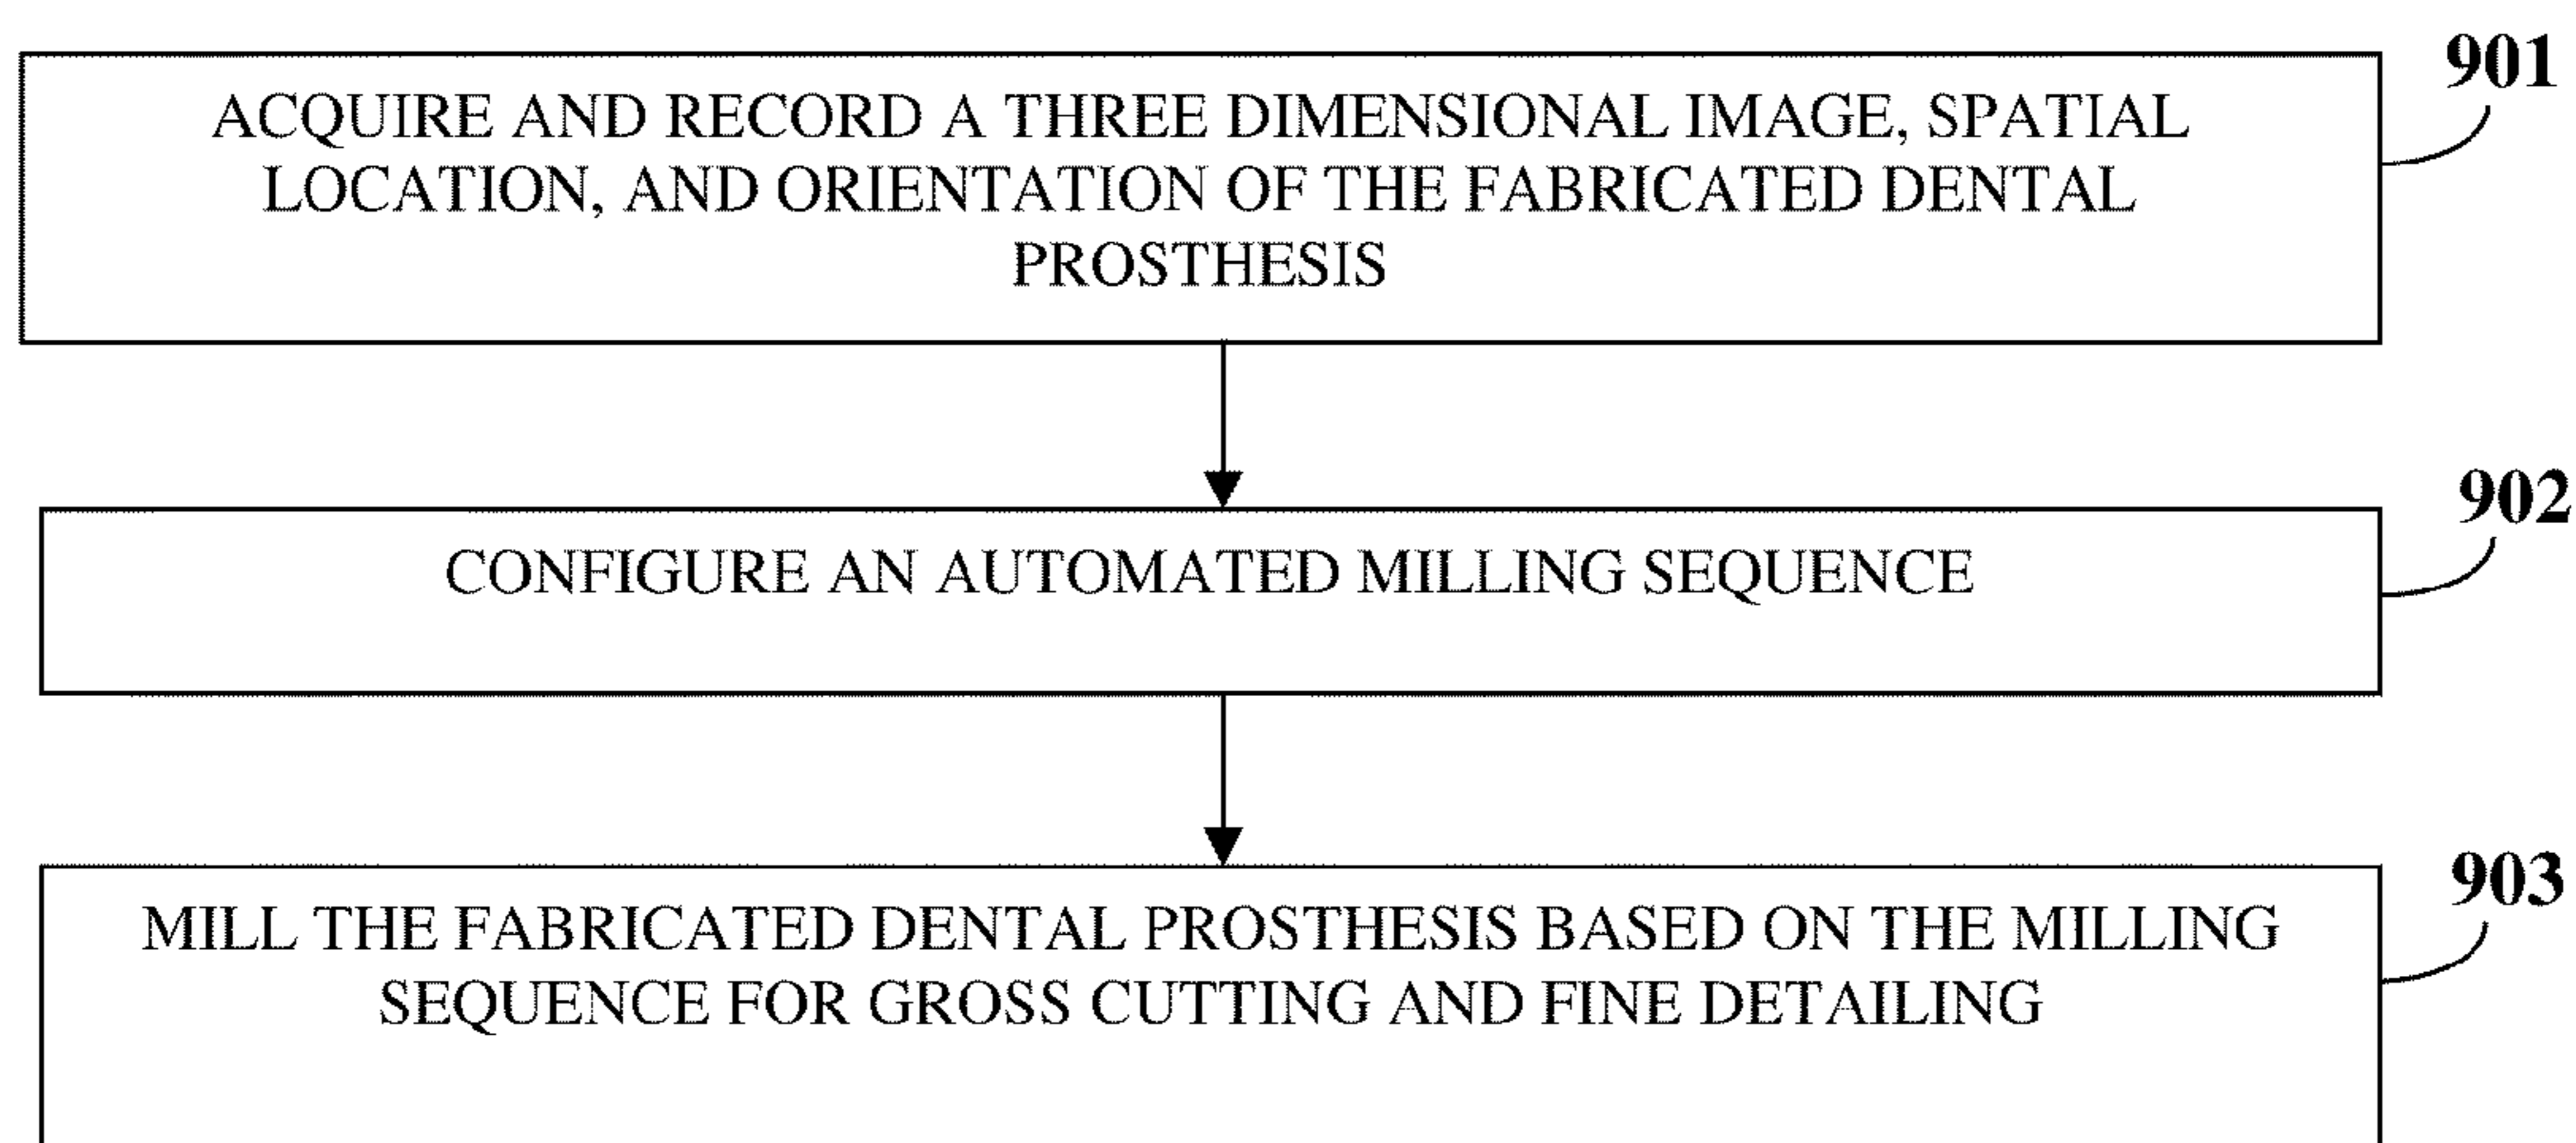 901
ACQUIRE AND RECORD A THREE DIMENSIONAL IMAGE, SPATIAL
LOCATION, AND ORIENTATION OF THE FABRICATED DENTAL
PROSTHESIS
902
CONFIGURE AN AUTOMATED MILLING SEQUENCE
903
MILL THE FABRICATED DENTAL PROSTHESIS BASED ON THE MILLING
SEQUENCE FOR GROSS CUTTING AND FINE DETAILING